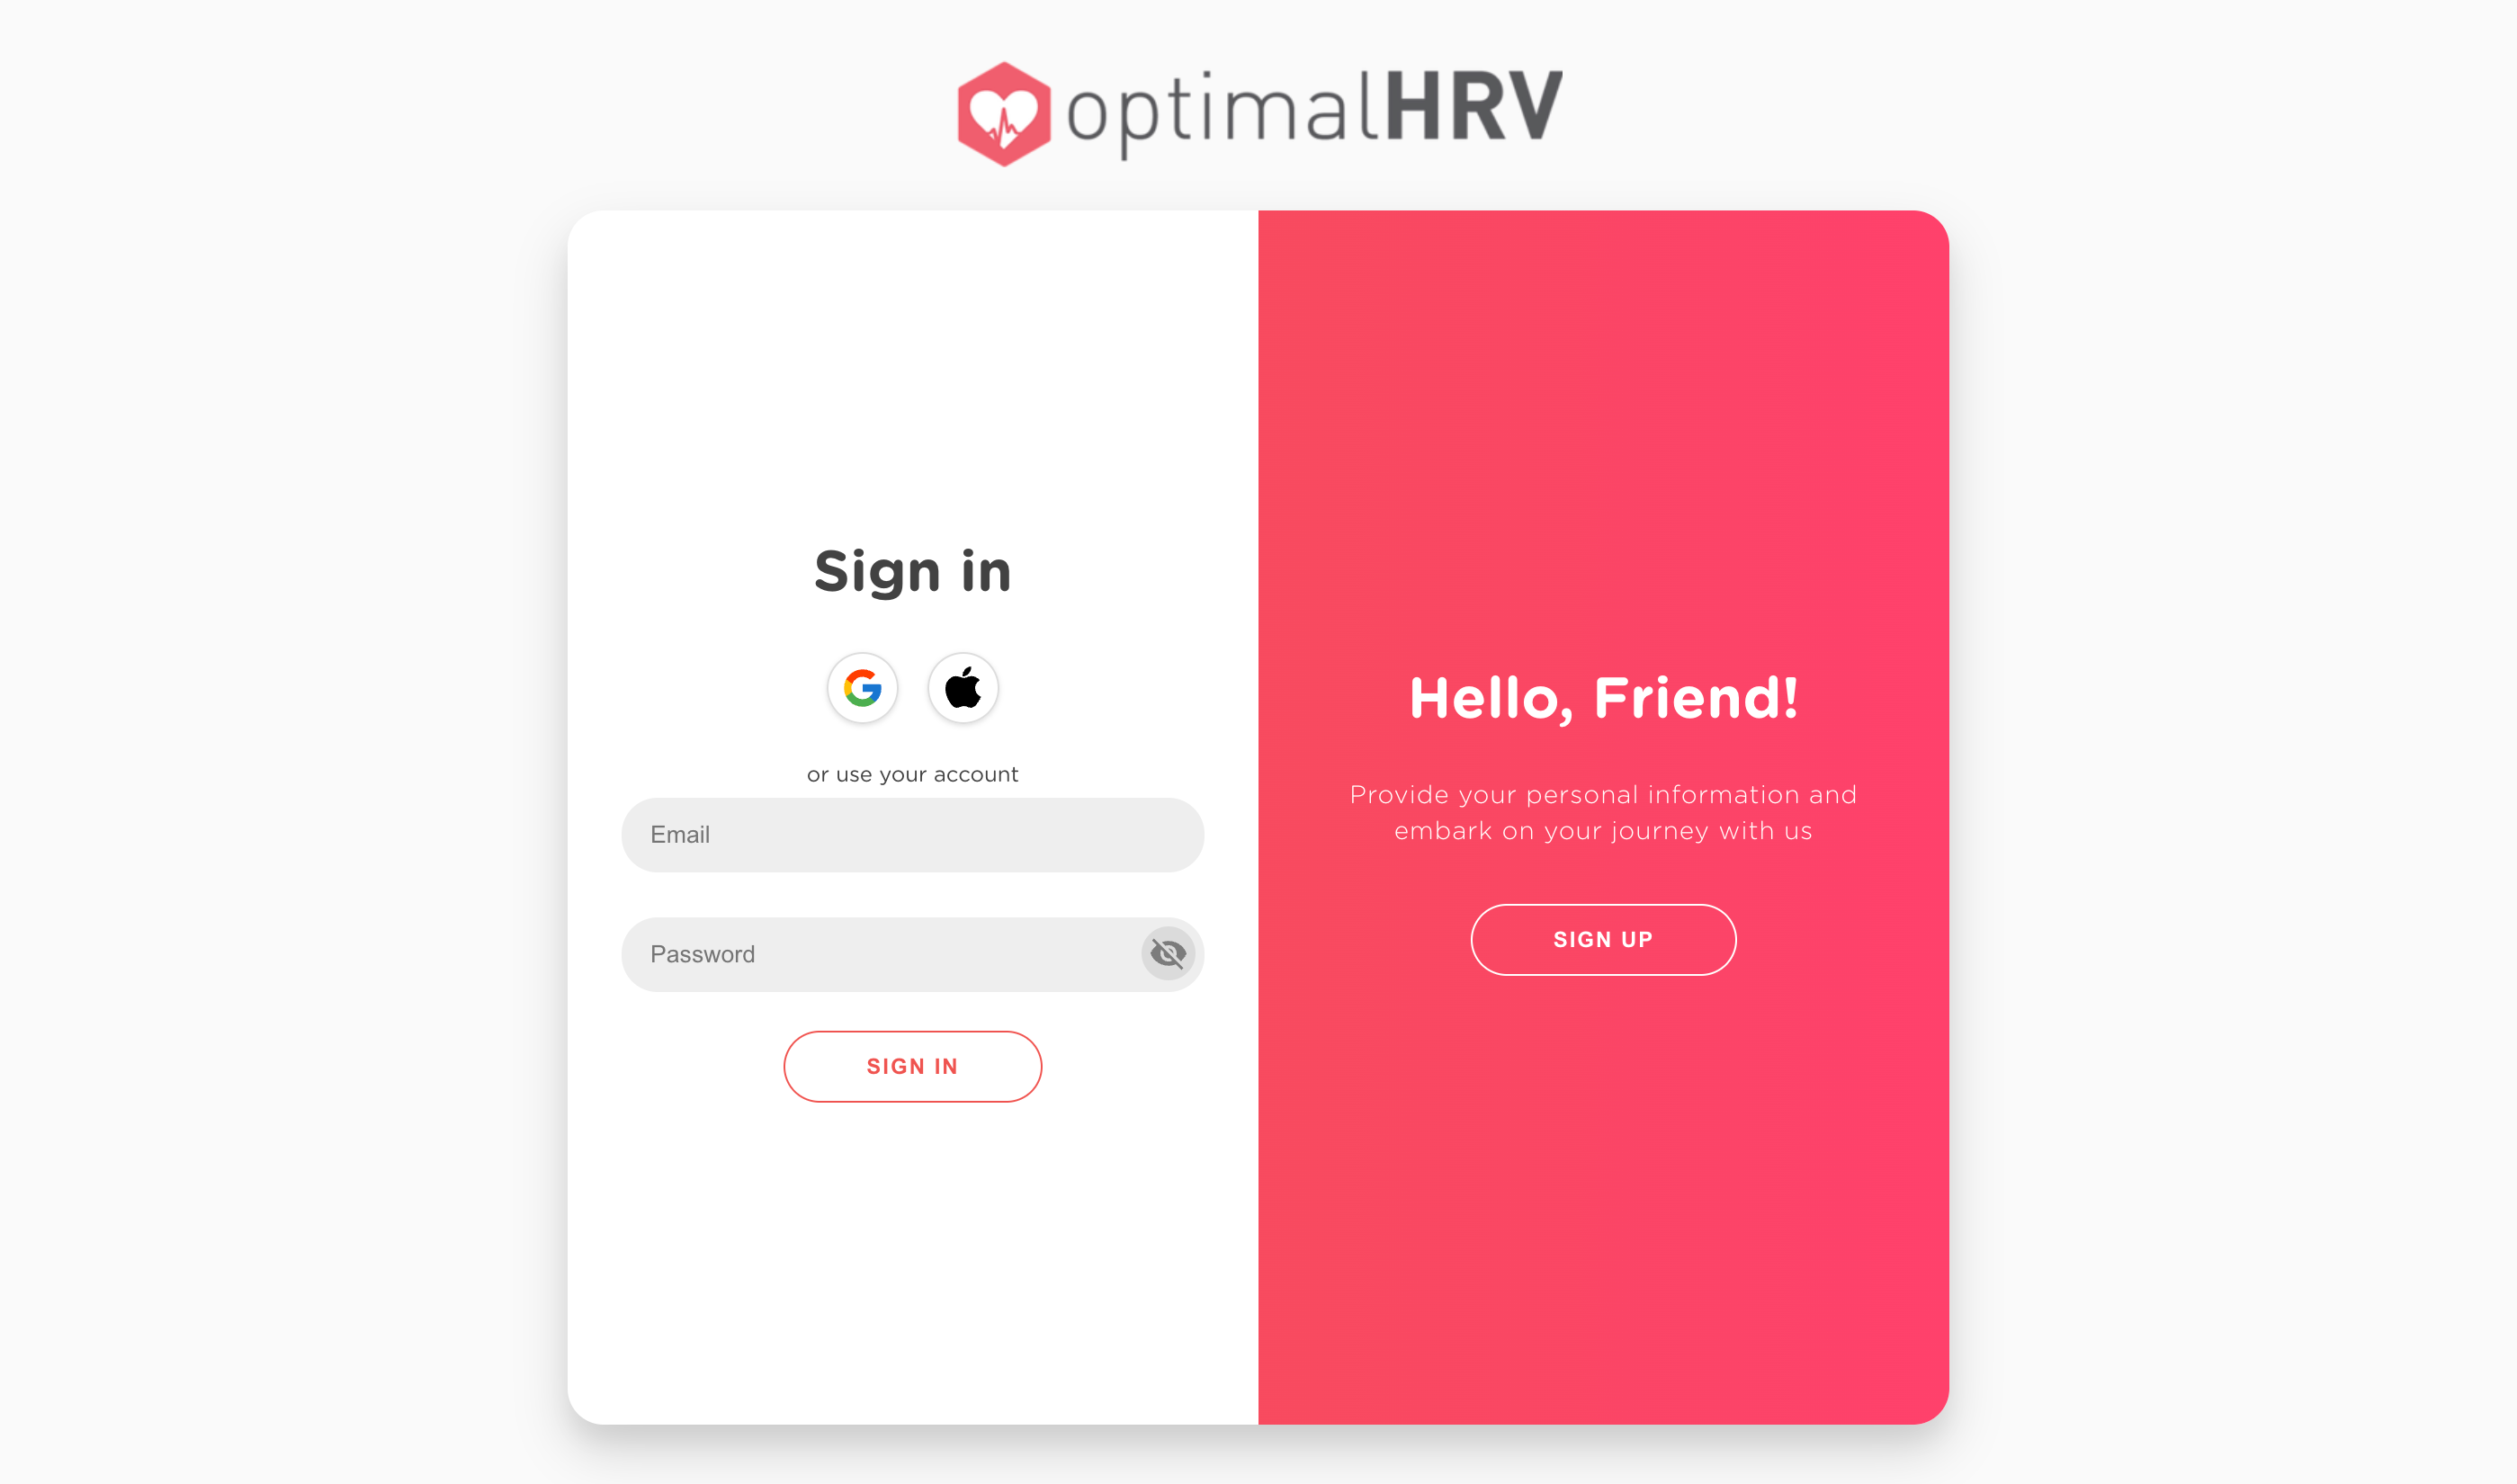 optimalHRV
Sign in
or use your account
Email
Password
SIGN IN
Hello, Friend!
Provide your personal information and
embark on your journey with us
SIGN UP